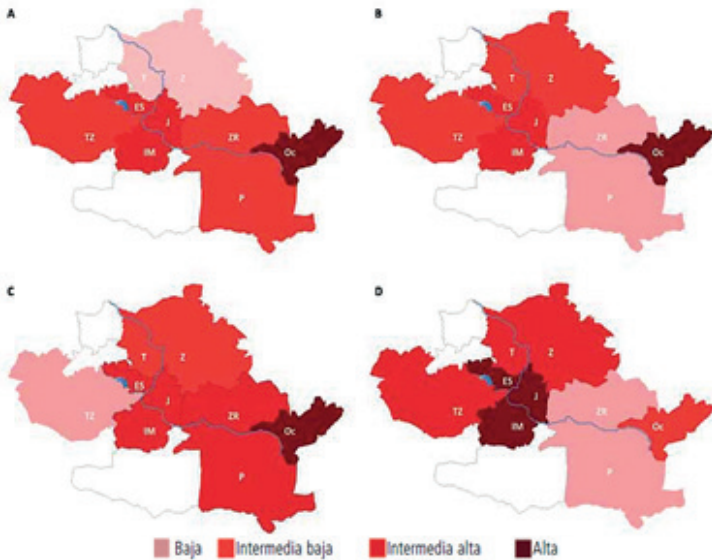 A
B
T Z
T Z
ES
J
TZ
ZR
IM
Oc
P
ES
J
TZ
ZR
IM
Oc
P
C
D
T Z
T Z
ES
J
TZ
ZR
IM
Oc
P
ES
J
TZ
ZR
IM
Oc
P
Baja Intermedia baja Intermedia alta Alta